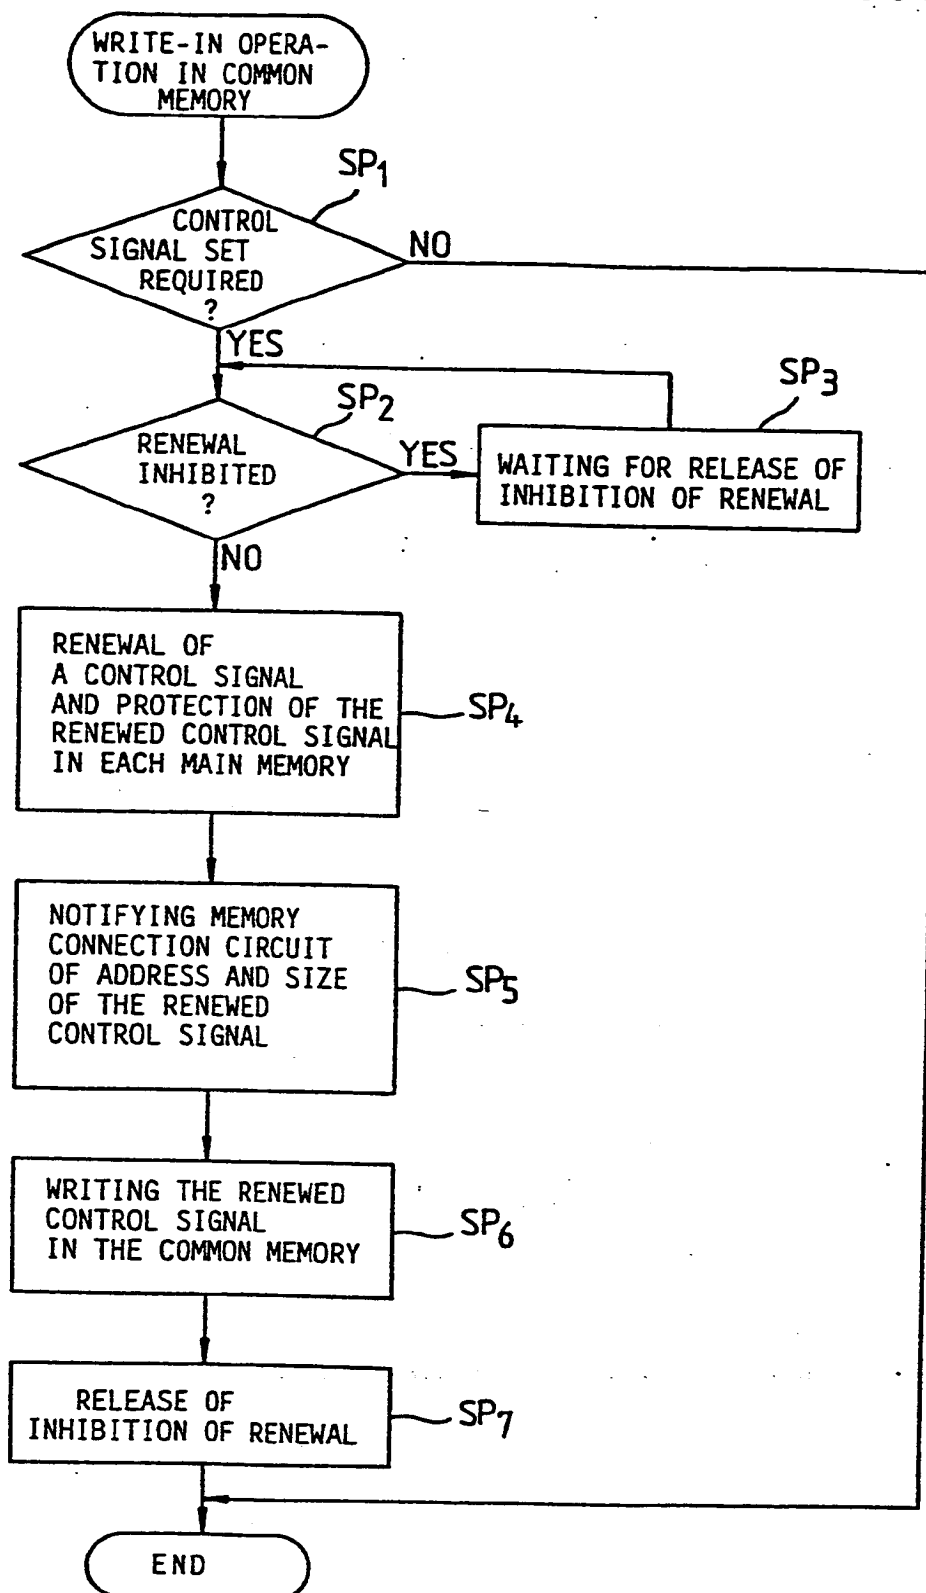 WRITE-IN OPERA-
TION IN COMMON
MEMORY
SP1
CONTROL
SIGNAL SET
REQUIRED
?
NO
YES
SP2
SP3
RENEWAL
INHIBITED
?
YES
WAITING FOR RELEASE OF
INHIBITION OF RENEWAL
NO
RENEWAL OF
A CONTROL SIGNAL
AND PROTECTION OF THE
RENEWED CONTROL SIGNAL
IN EACH MAIN MEMORY
SP4
NOTIFYING MEMORY
CONNECTION CIRCUIT
OF ADDRESS AND SIZE
OF THE RENEWED
CONTROL SIGNAL
SP5
WRITING THE RENEWED
CONTROL SIGNAL
IN THE COMMON MEMORY
SP6
RELEASE OF
INHIBITION OF RENEWAL
SP7
END